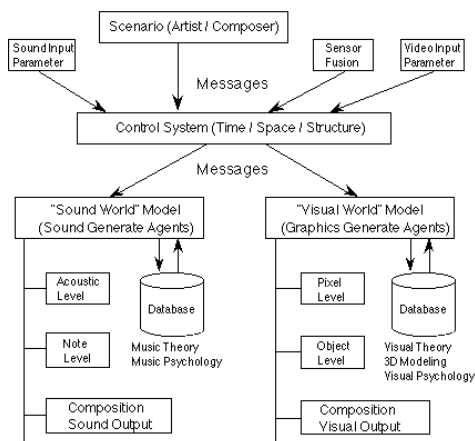 Scenario (Artist / Composer)
Sound Input
Parameter
Sensor
Fusion
Video Input
Parameter
Messages
Control System (Time / Space / Structure)
Messages
"Sound World" Model
(Sound Generate Agents)
"Visual World" Model
(Graphics Generate Agents)
Acoustic
Level
Database
Pixel
Level
Database
Note
Level
Music Theory
Music Psychology
Object
Level
Visual Theory
3D Modeling
Visual Psychology
Composition
Sound Output
Composition
Visual Output